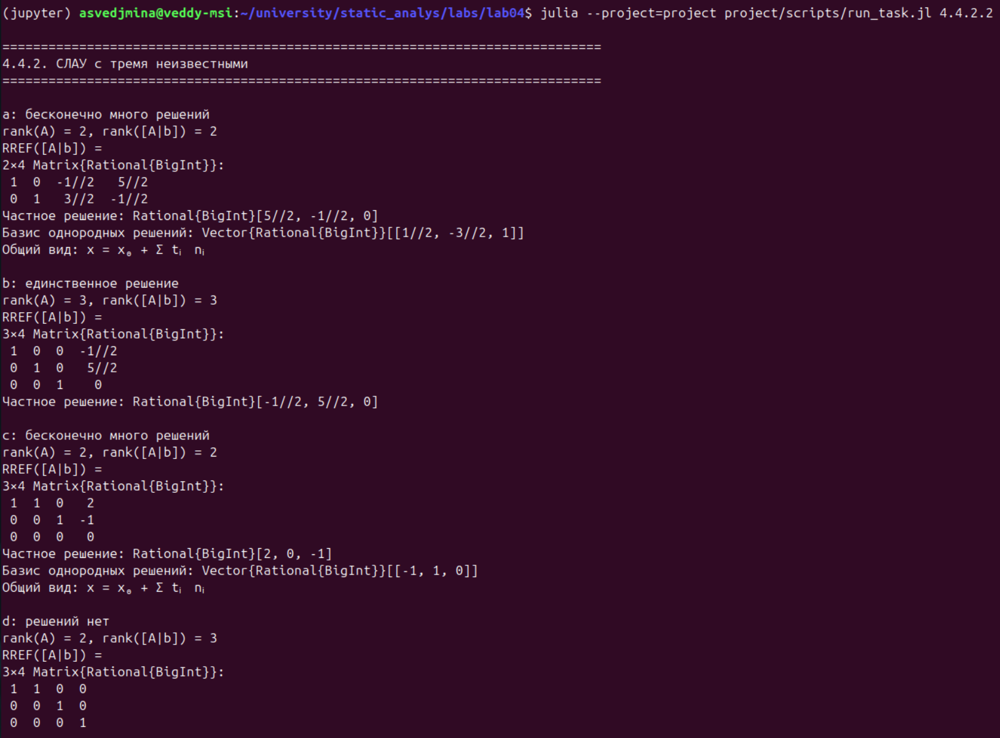 (jupyter) asvedjmina@veddy-msi:~/university/static_analys/labs/lab04$ julia --project=project project/scripts/run_task.jl 4.4.2.2
==============================================================================
4.4.2. СЛАУ с тремя неизвестными
==============================================================================
a: бесконечно много решений
rank(A) = 2, rank([A|b]) = 2
RREF([A|b]) =
2×4 Matrix{Rational{BigInt}}:
 1  0  -1//2   5//2
 0  1   3//2  -1//2
Частное решение: Rational{BigInt}[5//2, -1//2, 0]
Базис однородных решений: Vector{Rational{BigInt}}[[1//2, -3//2, 1]]
Общий вид: x = x₀ + Σ tᵢ nᵢ
b: единственное решение
rank(A) = 3, rank([A|b]) = 3
RREF([A|b]) =
3×4 Matrix{Rational{BigInt}}:
 1  0  0  -1//2
 0  1  0   5//2
 0  0  1    0
Частное решение: Rational{BigInt}[-1//2, 5//2, 0]
c: бесконечно много решений
rank(A) = 2, rank([A|b]) = 2
RREF([A|b]) =
3×4 Matrix{Rational{BigInt}}:
 1  1  0   2
 0  0  1  -1
 0  0  0   0
Частное решение: Rational{BigInt}[2, 0, -1]
Базис однородных решений: Vector{Rational{BigInt}}[[-1, 1, 0]]
Общий вид: x = x₀ + Σ tᵢ nᵢ
d: решений нет
rank(A) = 2, rank([A|b]) = 3
RREF([A|b]) =
3×4 Matrix{Rational{BigInt}}:
 1  1  0  0
 0  0  1  0
 0  0  0  1